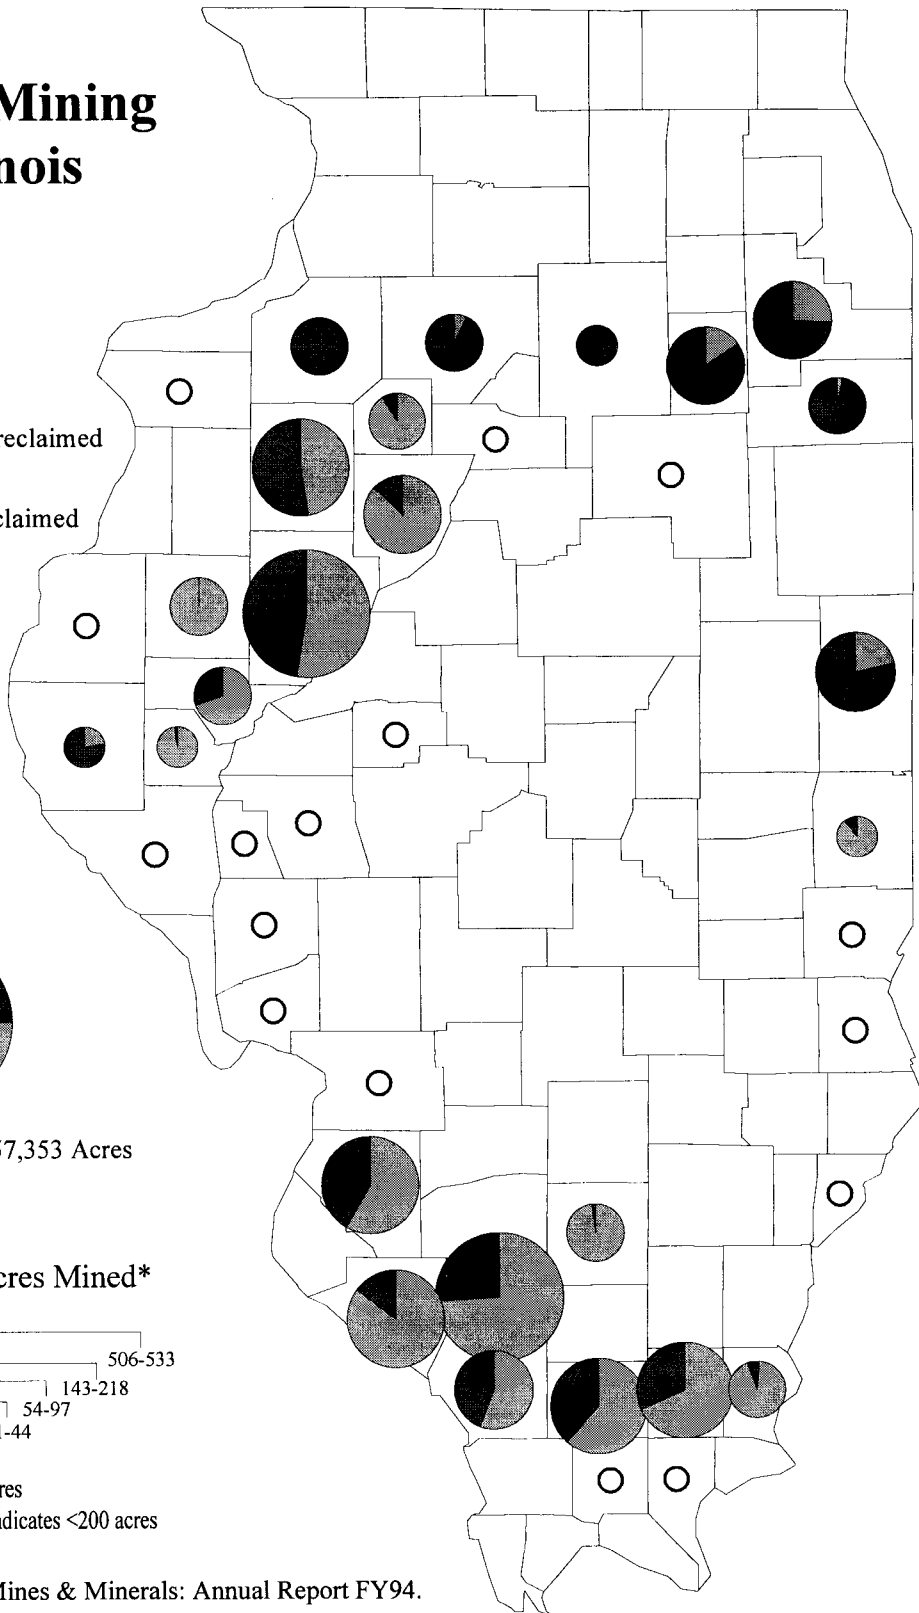 Mining
nois
reclaimed
claimed
57,353 Acres
cres Mined*
506-533
143-218
54-97
1-44
res
ndicates <200 acres
Mines & Minerals: Annual Report FY94.